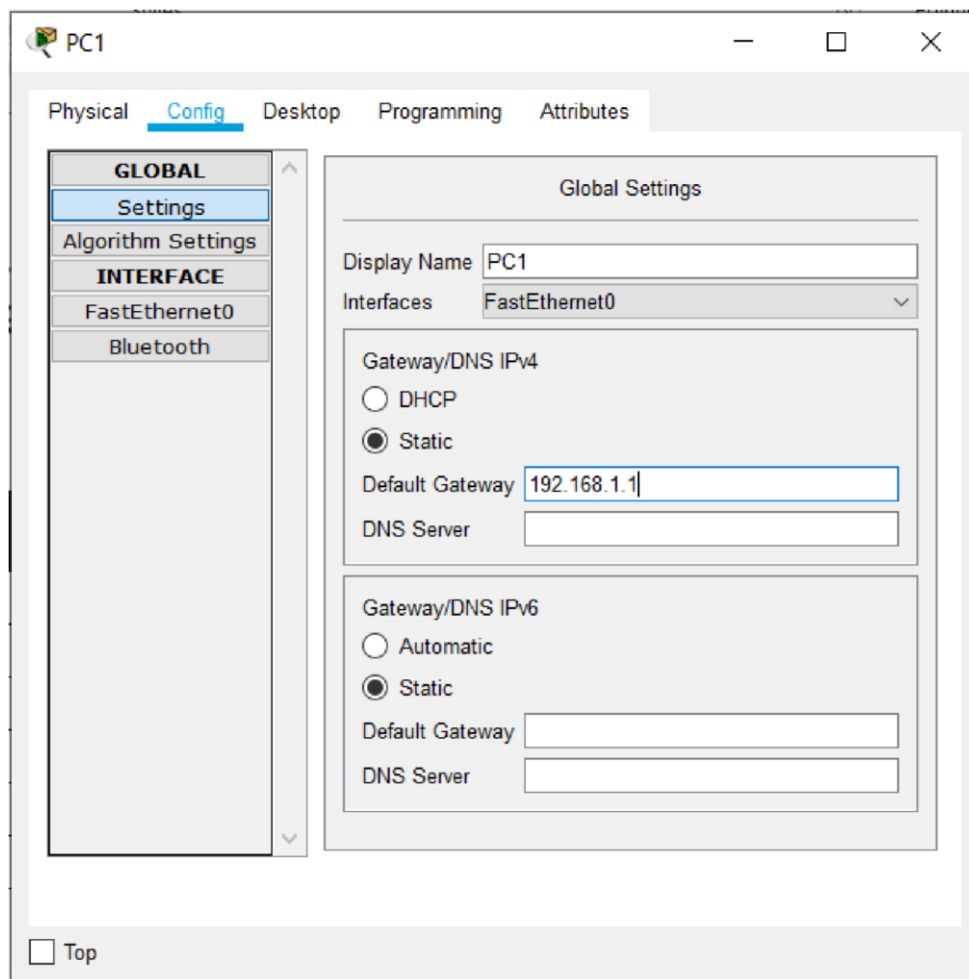 PC1
Physical Config Desktop Programming Attributes
GLOBAL
Settings
Algorithm Settings
INTERFACE
FastEthernet0
Bluetooth
Global Settings
Display Name PC1
Interfaces FastEthernet0
Gateway/DNS IPv4
DHCP
Static
Default Gateway 192.168.1.1
DNS Server
Gateway/DNS IPv6
Automatic
Static
Default Gateway
DNS Server
Top